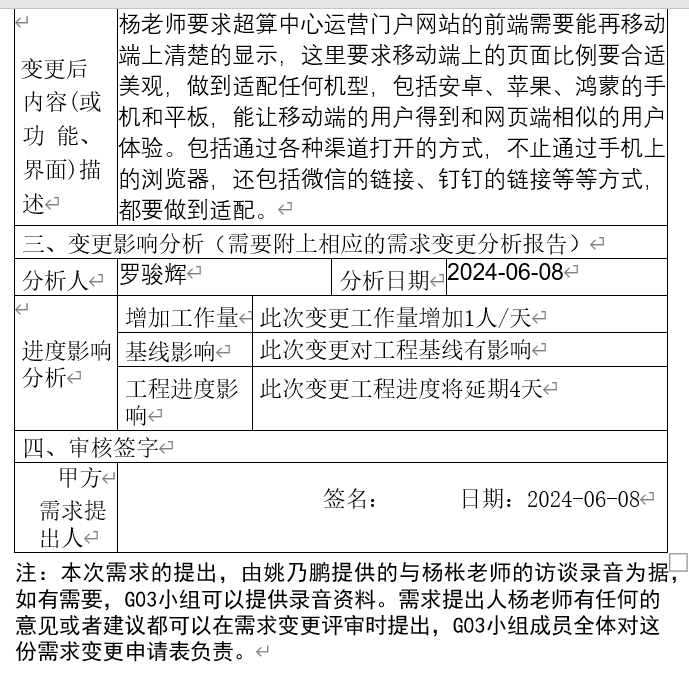 杨老师要求超算中心运营门户网站的前端需要能再移动
端上清楚的显示，这里要求移动端上的页面比例要合适
美观，做到适配任何机型，包括安卓、苹果、鸿蒙的手
机和平板，能让移动端的用户得到和网页端相似的用户
体验。包括通过各种渠道打开的方式，不止通过手机上
的浏览器，还包括微信的链接、钉钉的链接等等方式，
都要做到适配。
变更后
内容(或
功 能、
界面)描
述
三、变更影响分析（需要附上相应的需求变更分析报告）
分析人 罗骏辉 分析日期 2024-06-08
进度影响
分析
增加工作量 此次变更工作量增加1人/天
基线影响 此次变更对工程基线有影响
工程进度影 此次变更工程进度将延期4天
响
四、审核签字
甲方
需求提
出人
签名： 日期：2024-06-08
注：本次需求的提出，由姚乃鹏提供的与杨枨老师的访谈录音为据，
如有需要，G03小组可以提供录音资料。需求提出人杨老师有任何的
意见或者建议都可以在需求变更评审时提出，G03小组成员全体对这
份需求变更申请表负责。